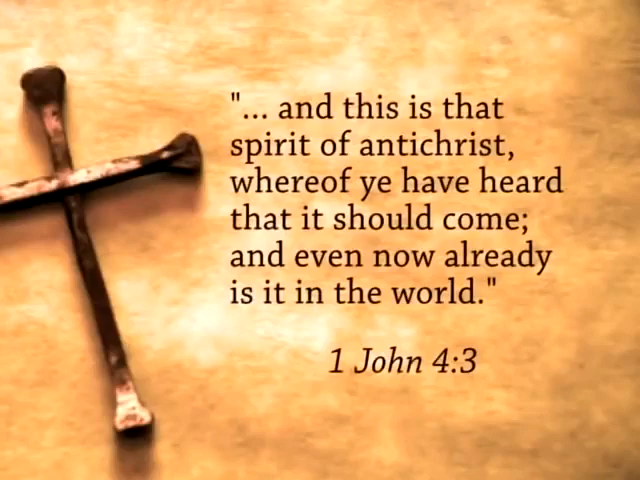 "... and this is that
spirit of antichrist,
whereof ye have heard
that it should come;
and even now already
is it in the world."
1 John 4:3